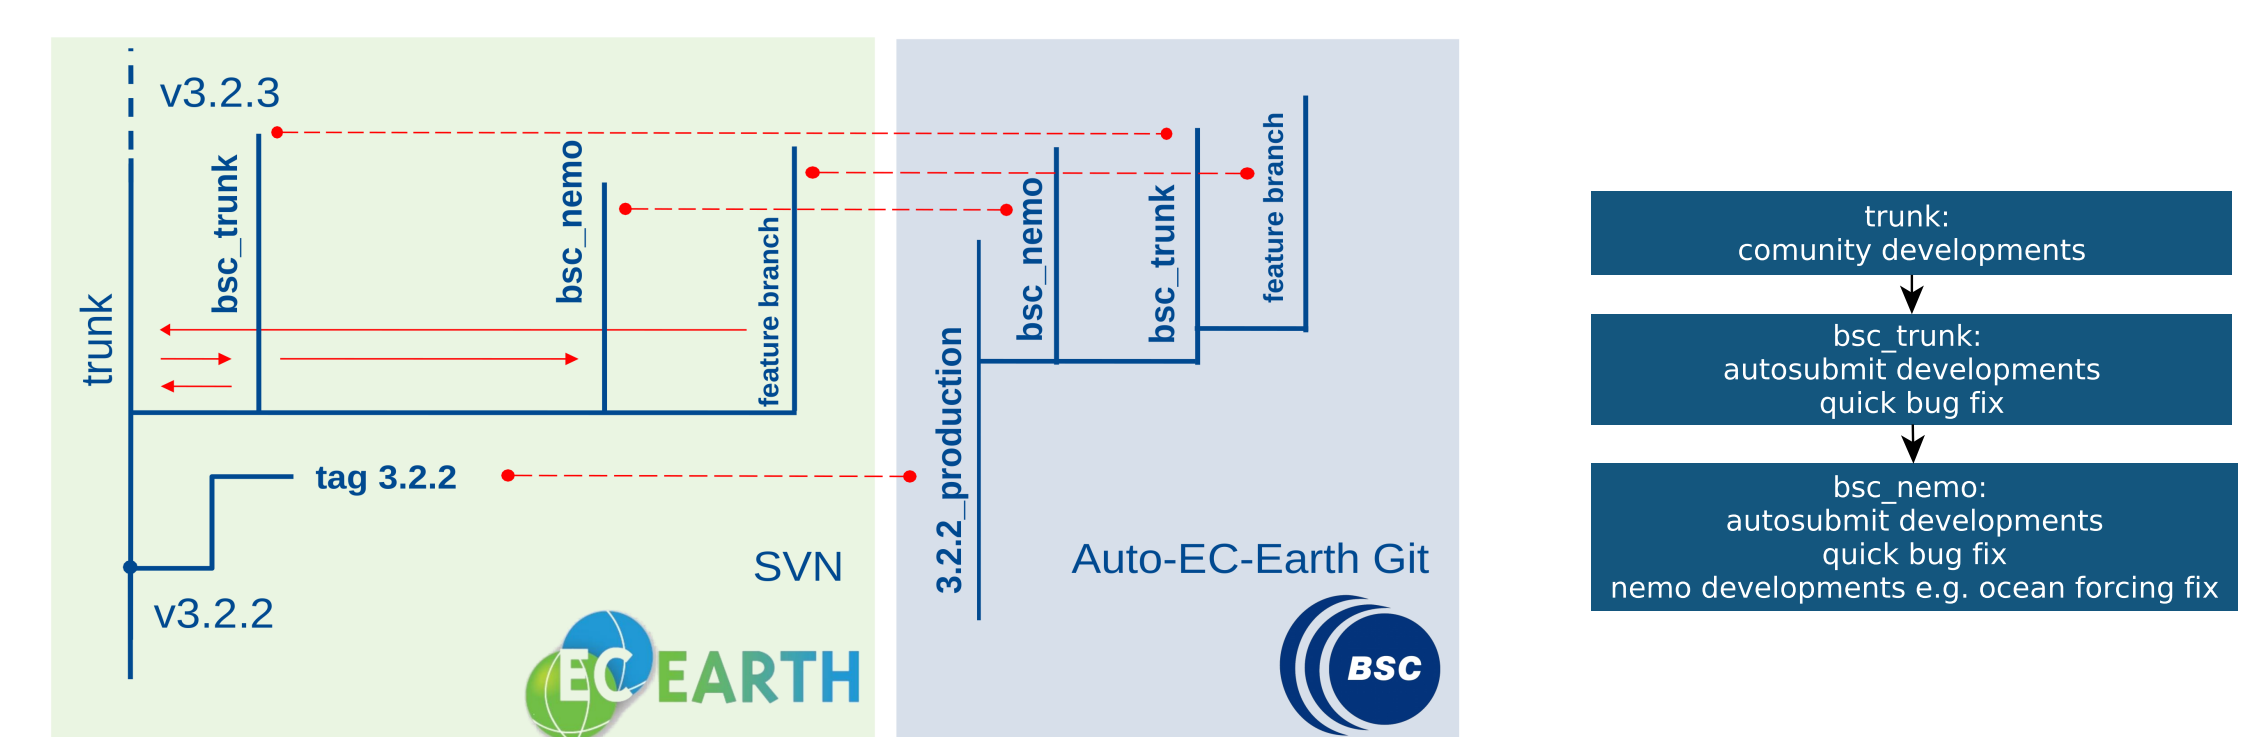 v3.2.3
trunk
bsc_trunk
bsc_nemo
feature branch
tag 3.2.2
v3.2.2
SVN
EC EARTH
3.2.2_production
bsc_nemo
bsc_trunk
feature branch
Auto-EC-Earth Git
BSC
trunk:
comunity developments
bsc_trunk:
autosubmit developments
quick bug fix
bsc_nemo:
autosubmit developments
quick bug fix
nemo developments e.g. ocean forcing fix